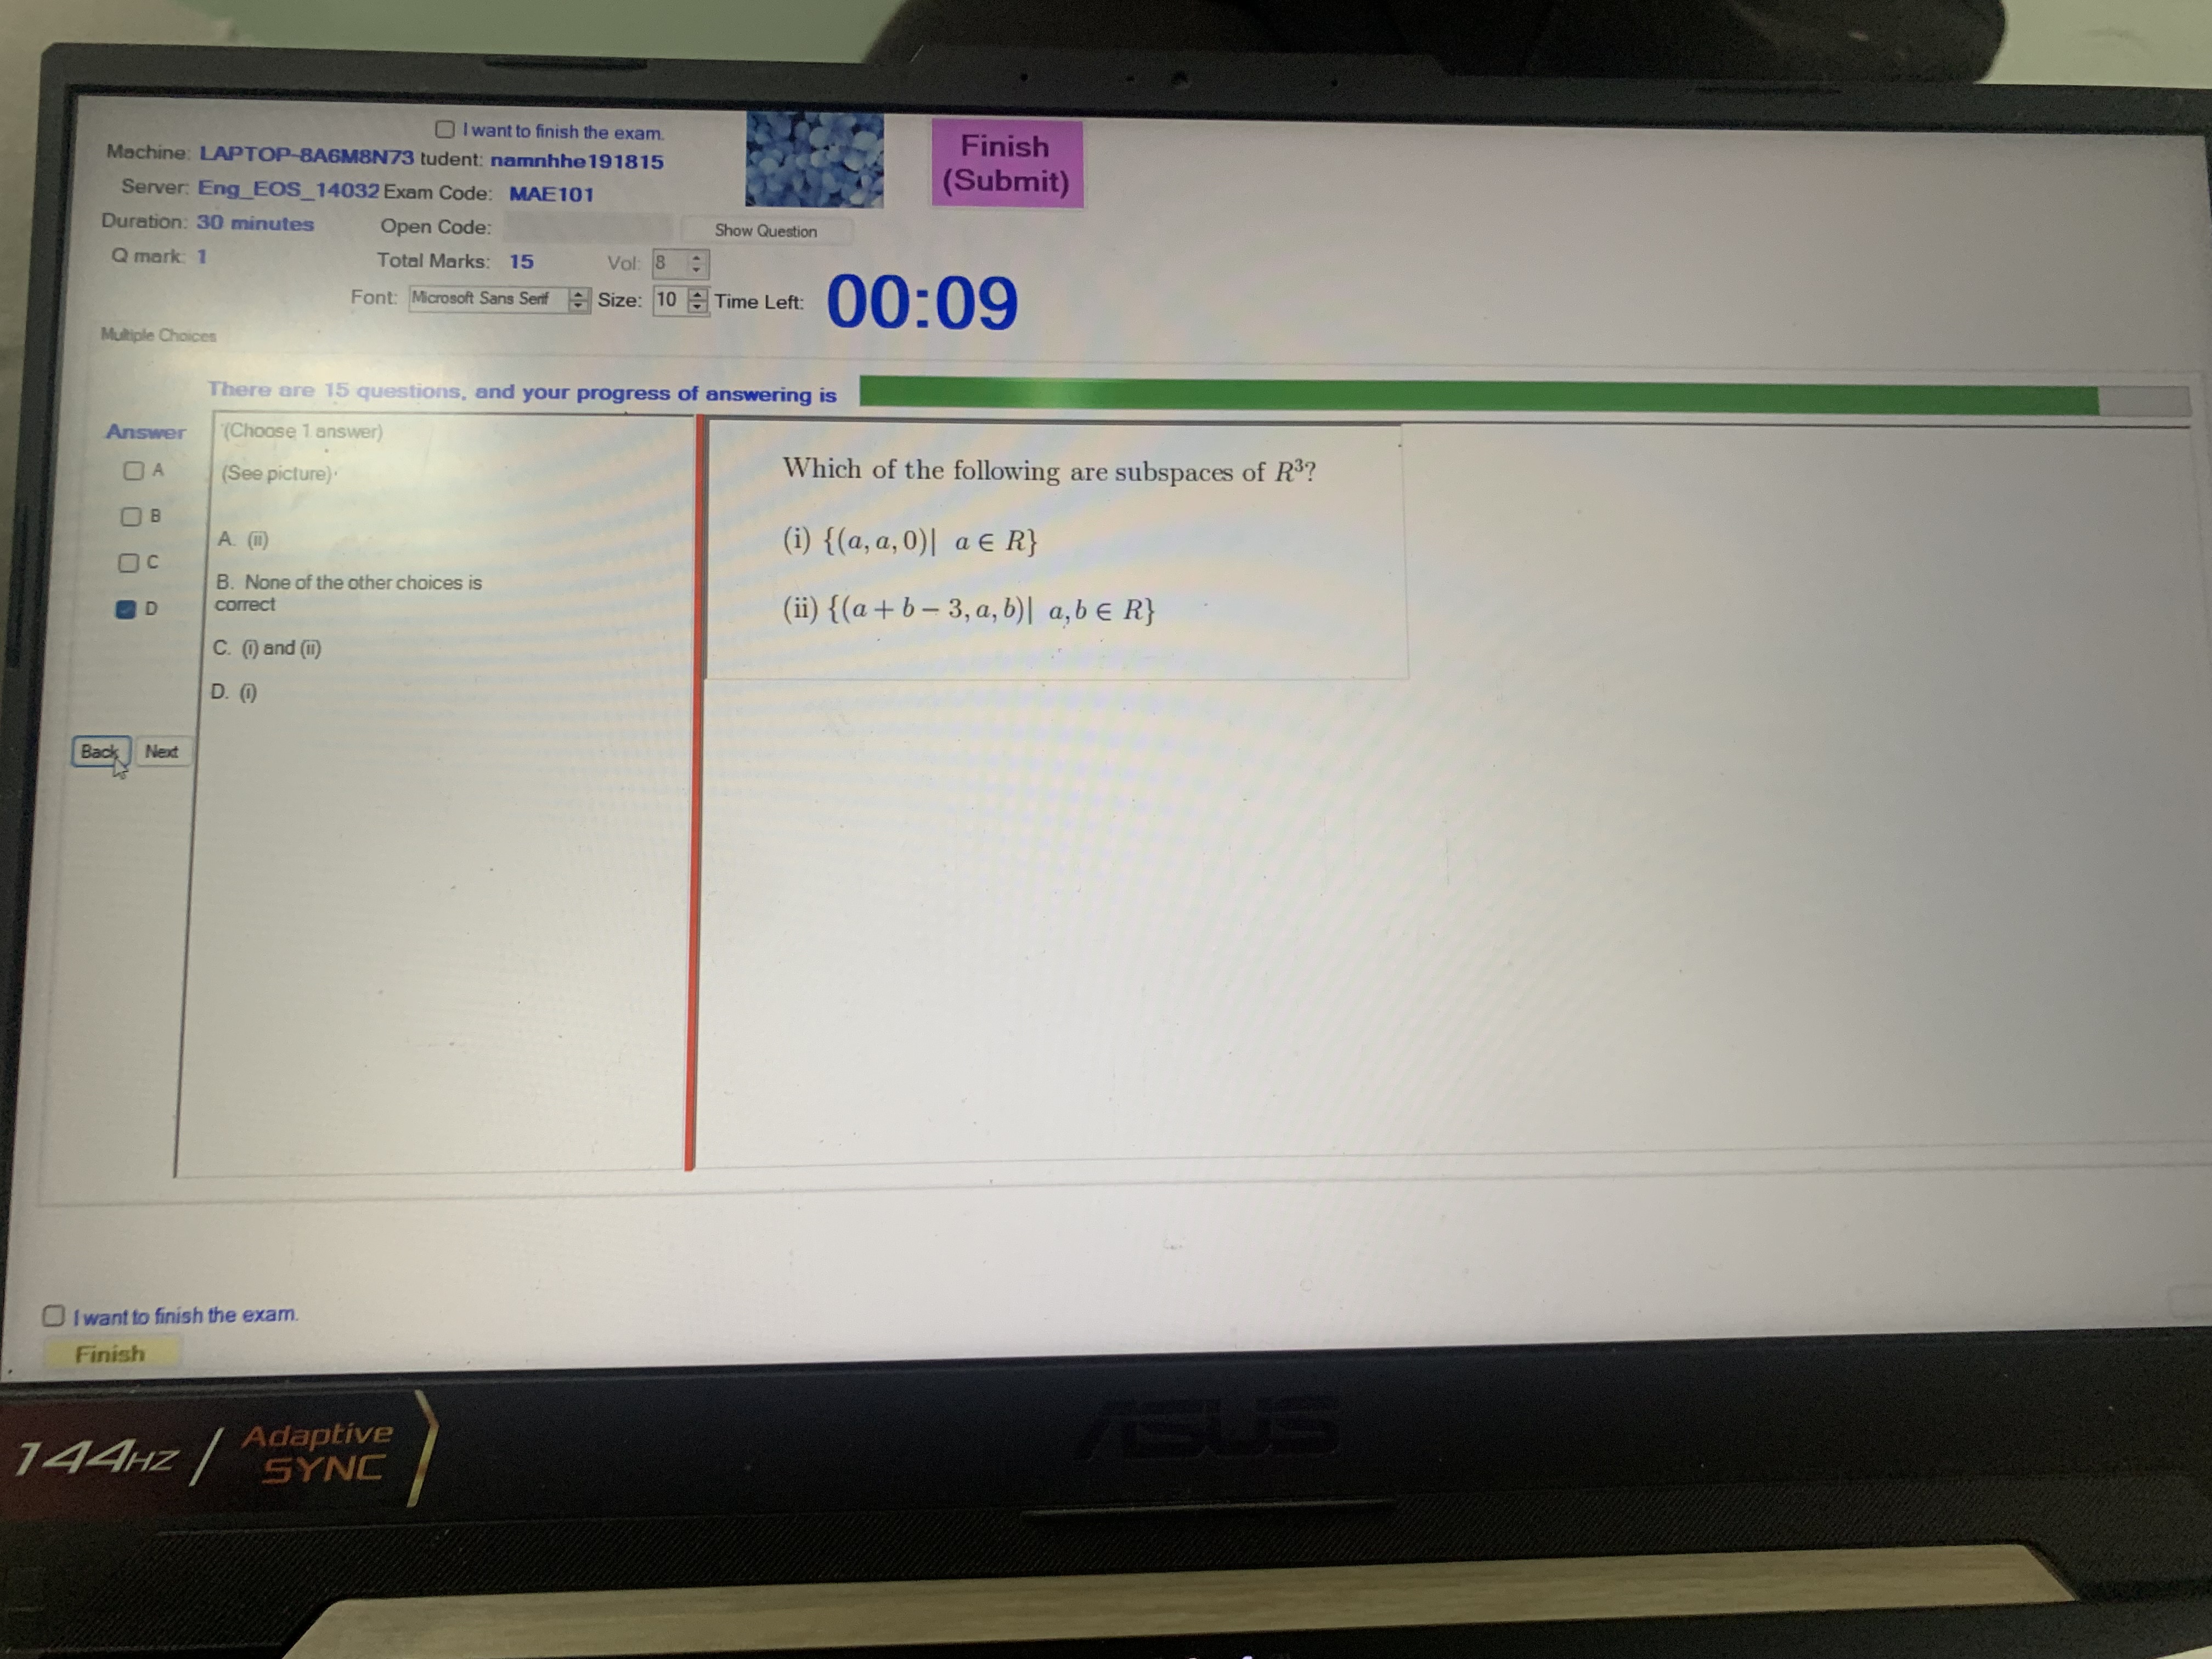 I want to finish the exam.
Machine: LAPTOP-8A6M8N73 tudent: namnhhe191815
Server: Eng_EOS_14032 Exam Code: MAE101
Duration: 30 minutes Open Code: Show Question
Q mark: 1 Total Marks: 15 Vol: 8
Font: Microsoft Sans Serif Size: 10 Time Left: 00:09
Finish
(Submit)
Multiple Choices
There are 15 questions, and your progress of answering is
Answer
A
B
C
D
Back Next
(Choose 1 answer)
(See picture)
A. (ii)
B. None of the other choices is
correct
C. (i) and (ii)
D. (i)
Which of the following are subspaces of R³?
(i) {(a, a, 0)| a ∈ R}
(ii) {(a + b − 3, a, b)| a, b ∈ R}
I want to finish the exam.
Finish
144Hz / Adaptive
SYNC
ASUS